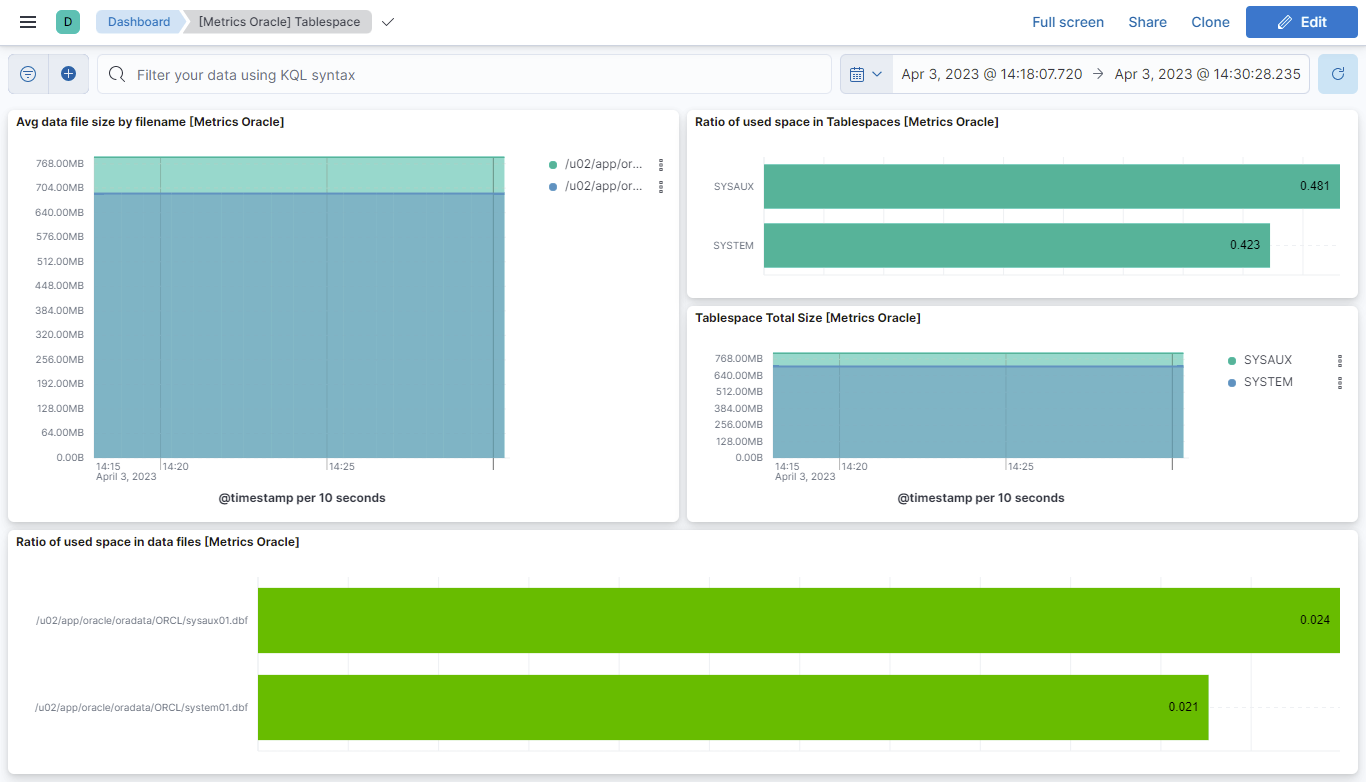 D Dashboard [Metrics Oracle] Tablespace Full screen Share Clone Edit
Filter your data using KQL syntax Apr 3, 2023 @ 14:18:07.720 → Apr 3, 2023 @ 14:30:28.235
Avg data file size by filename [Metrics Oracle]
768.00MB
704.00MB
640.00MB
576.00MB
512.00MB
448.00MB
384.00MB
320.00MB
256.00MB
192.00MB
128.00MB
64.00MB
0.00B
14:15 14:20 14:25
April 3, 2023
@timestamp per 10 seconds
/u02/app/or...
/u02/app/or...
Ratio of used space in Tablespaces [Metrics Oracle]
SYSAUX 0.481
SYSTEM 0.423
Tablespace Total Size [Metrics Oracle]
768.00MB
640.00MB
512.00MB
384.00MB
256.00MB
128.00MB
0.00B
14:15 14:20 14:25
April 3, 2023
@timestamp per 10 seconds
SYSAUX
SYSTEM
Ratio of used space in data files [Metrics Oracle]
/u02/app/oracle/oradata/ORCL/sysaux01.dbf 0.024
/u02/app/oracle/oradata/ORCL/system01.dbf 0.021